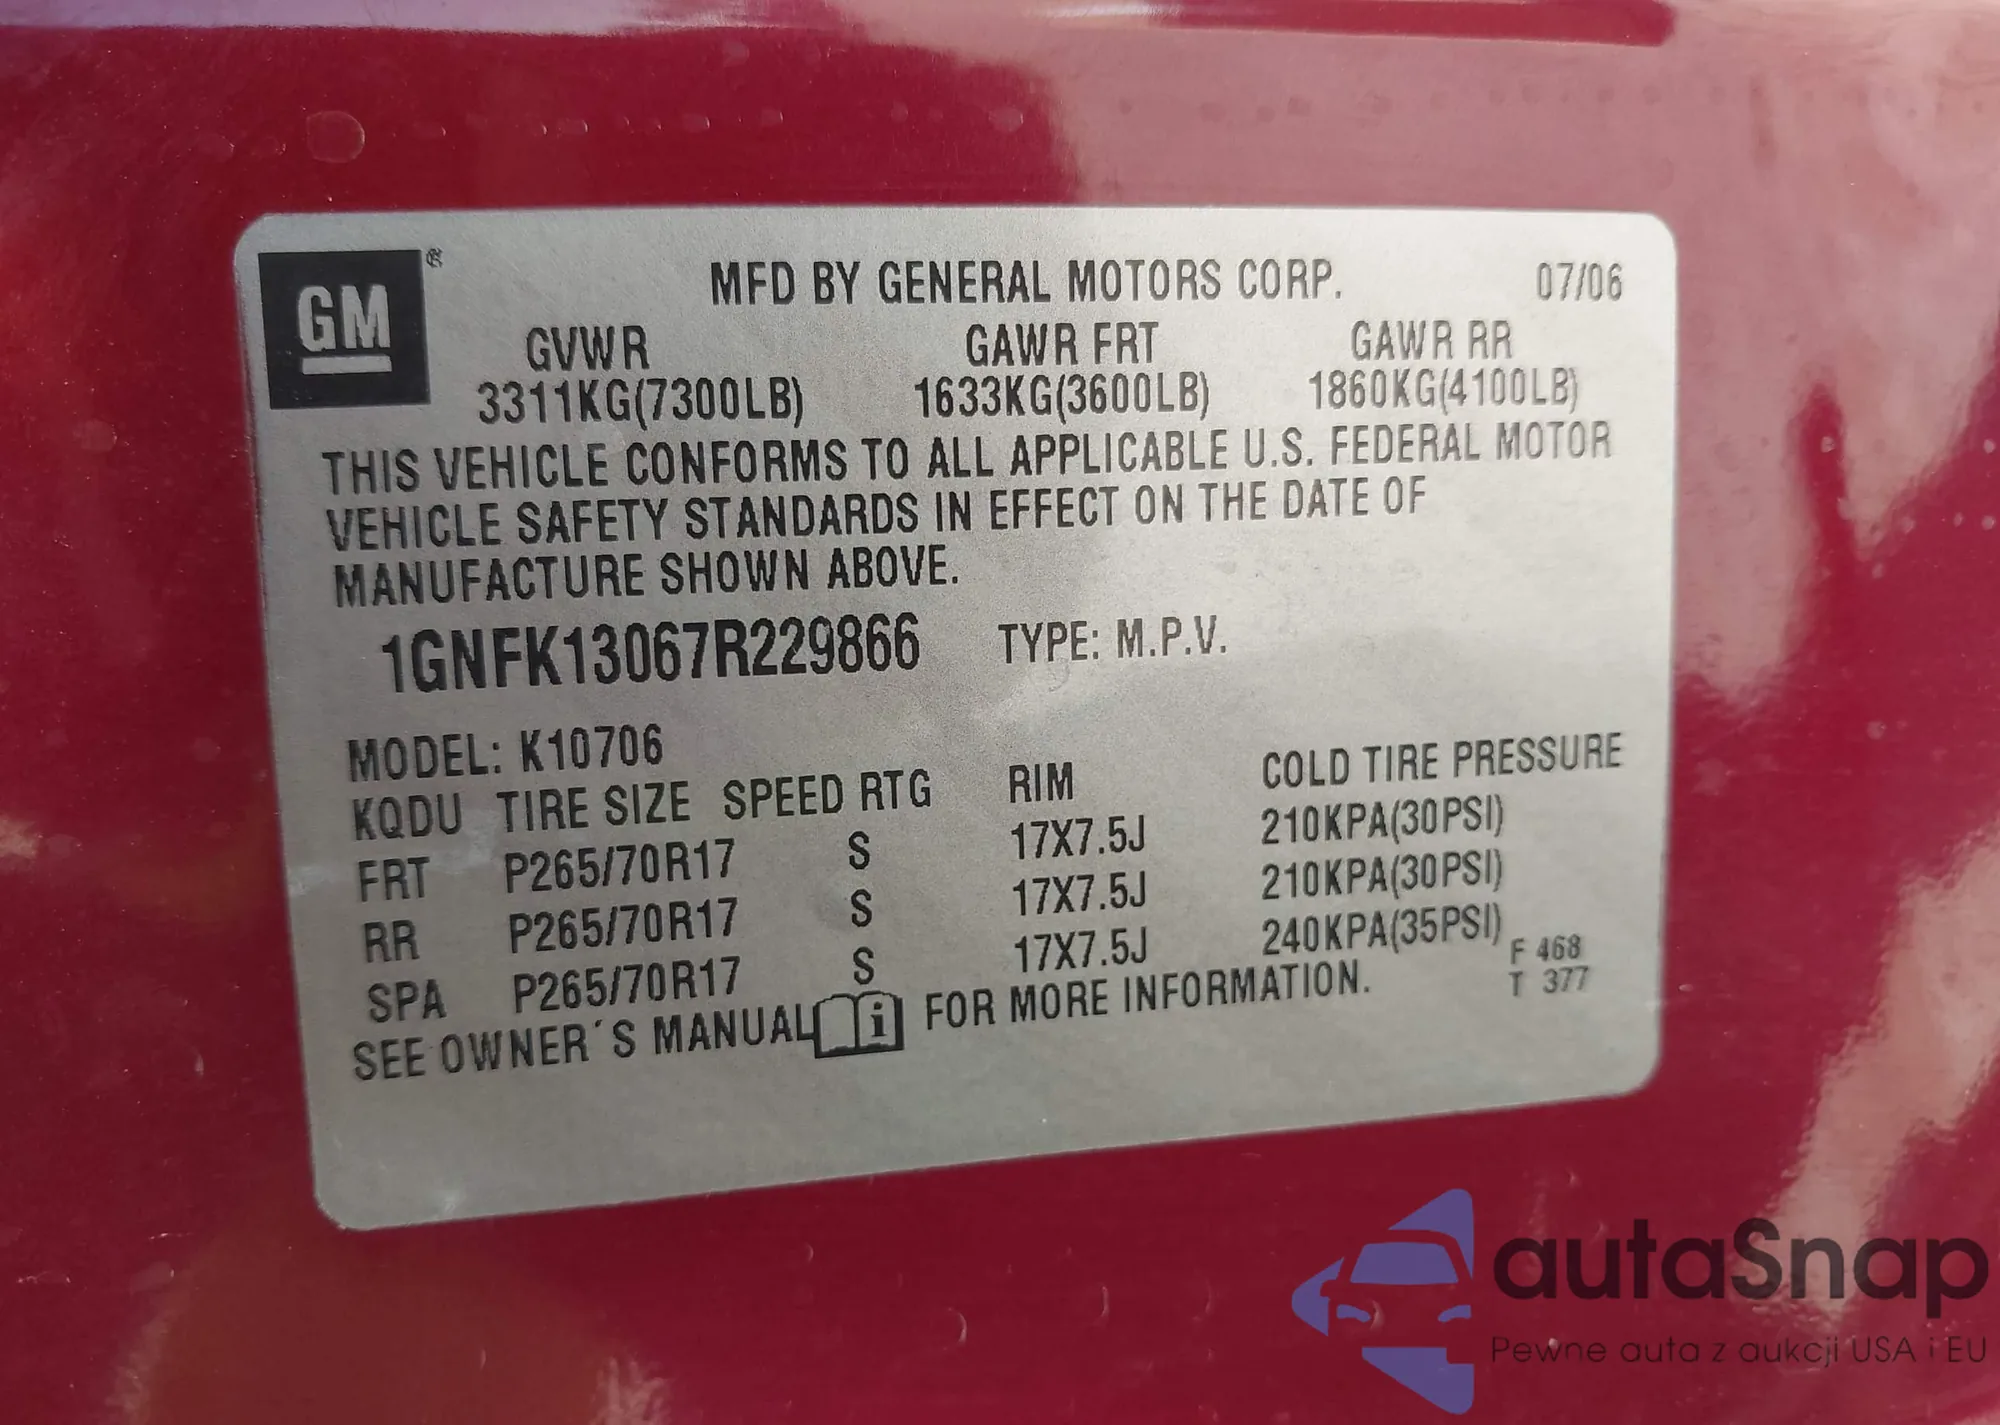 GM
MFD BY GENERAL MOTORS CORP. 07/06
GVWR GAWR FRT GAWR RR
3311KG(7300LB) 1633KG(3600LB) 1860KG(4100LB)
THIS VEHICLE CONFORMS TO ALL APPLICABLE U.S. FEDERAL MOTOR
VEHICLE SAFETY STANDARDS IN EFFECT ON THE DATE OF
MANUFACTURE SHOWN ABOVE.
1GNFK13067R229866 TYPE: M.P.V.
MODEL: K10706
KQDU TIRE SIZE SPEED RTG RIM COLD TIRE PRESSURE
FRT P265/70R17 S 17X7.5J 210KPA(30PSI)
RR P265/70R17 S 17X7.5J 210KPA(30PSI)
SPA P265/70R17 S 17X7.5J 240KPA(35PSI)
F 468
T 377
SEE OWNER´S MANUAL i FOR MORE INFORMATION.
autaSnap
Pewne auta z aukcji USA i EU